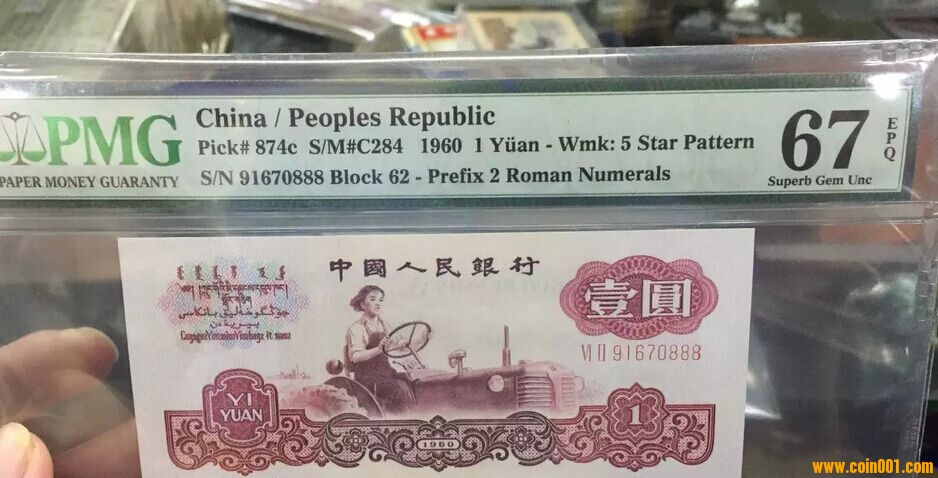 PMG
PAPER MONEY GUARANTY
China / Peoples Republic
Pick# 874c S/M#C284 1960 1 Yüan - Wmk: 5 Star Pattern
S/N 91670888 Block 62 - Prefix 2 Roman Numerals
67
EPQ
Superb Gem Unc
中國人民銀行
壹圓
VI II 91670888
YI
YUAN
1960
1
www.coin001.com